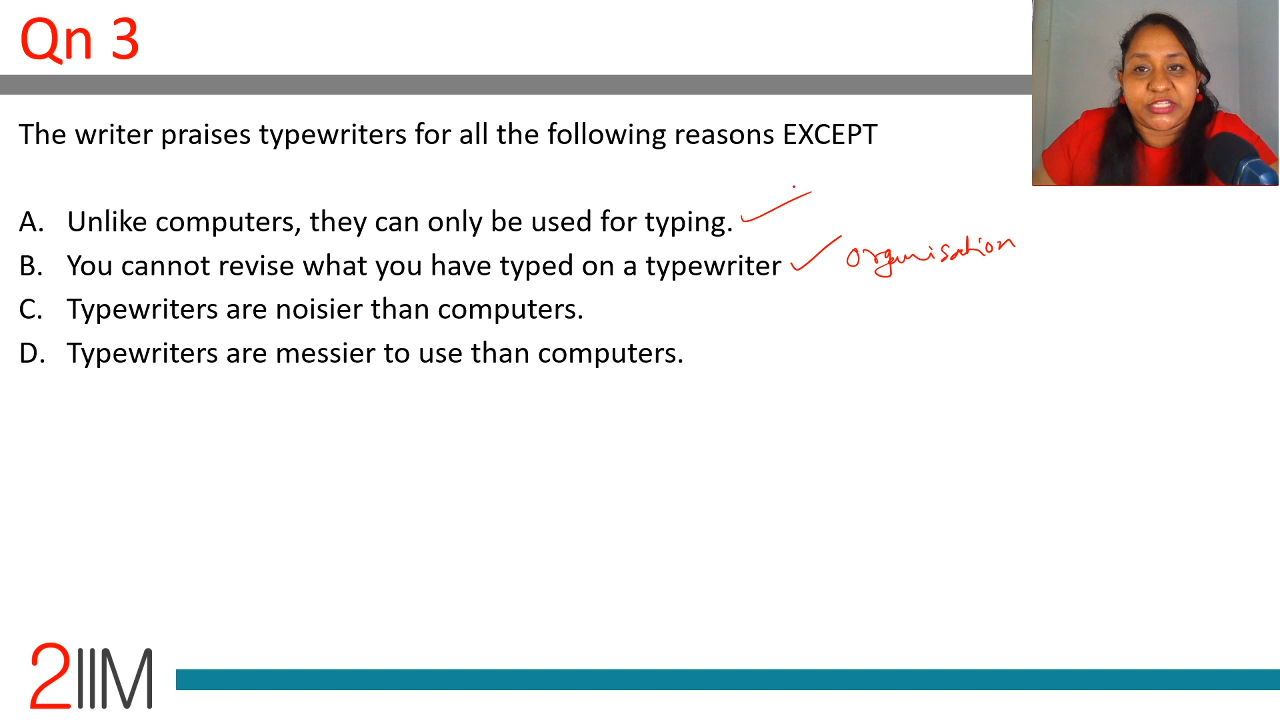 Qn 3
The writer praises typewriters for all the following reasons EXCEPT
A. Unlike computers, they can only be used for typing.
B. You cannot revise what you have typed on a typewriter organisation
C. Typewriters are noisier than computers.
D. Typewriters are messier to use than computers.
2IIM